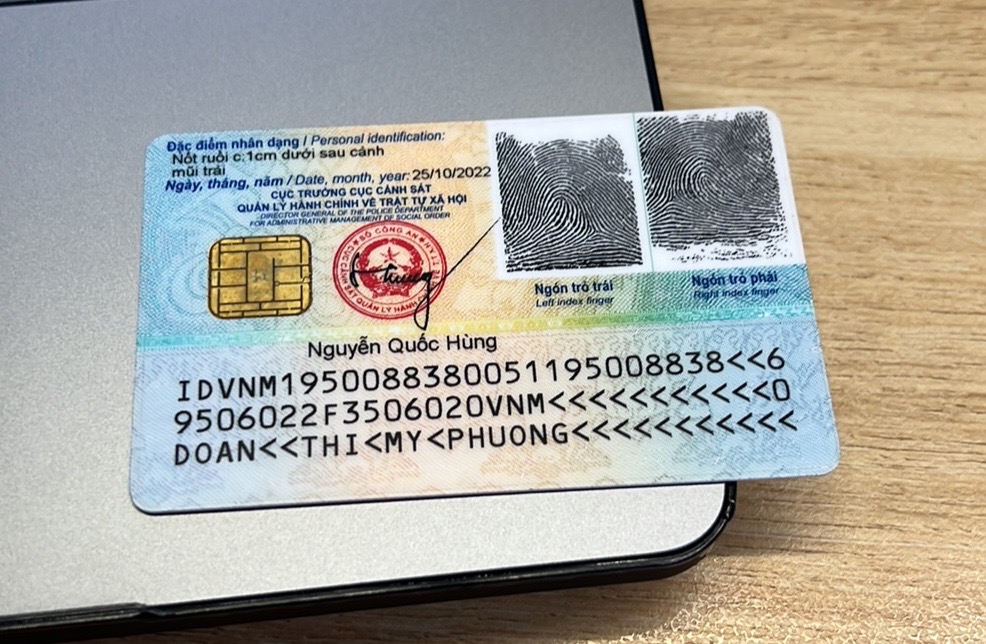 Đặc điểm nhân dạng / Personal identification:
Nốt ruồi c:1cm dưới sau cánh
mũi trái
Ngày, tháng, năm / Date, month, year: 25/10/2022
CỤC TRƯỞNG CỤC CẢNH SÁT
QUẢN LÝ HÀNH CHÍNH VỀ TRẬT TỰ XÃ HỘI
DIRECTOR GENERAL OF THE POLICE DEPARTMENT
FOR ADMINISTRATIVE MANAGEMENT OF SOCIAL ORDER
Ngón trỏ trái
Left index finger
Ngón trỏ phải
Right index finger
Nguyễn Quốc Hùng
IDVNM1950088380051195008838<<6
9506022F3506020VNM<<<<<<<<<<<0
DOAN<<THI<MY<PHUONG<<<<<<<<<<<